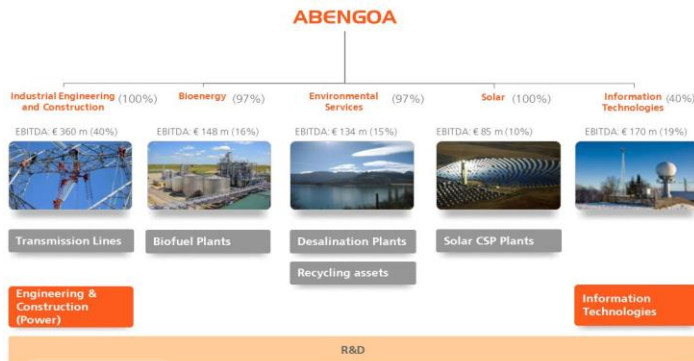 ABENGOA
Industrial Engineering and Construction (100%)
Bioenergy (97%)
Environmental Services (97%)
Solar (100%)
Information Technologies (40%)
EBITDA: € 360 m (40%)
EBITDA: € 148 m (16%)
EBITDA: € 134 m (15%)
EBITDA: € 85 m (10%)
EBITDA: € 170 m (19%)
Transmission Lines
Biofuel Plants
Desalination Plants
Solar CSP Plants
Recycling assets
Engineering &
Construction
(Power)
Information
Technologies
R&D